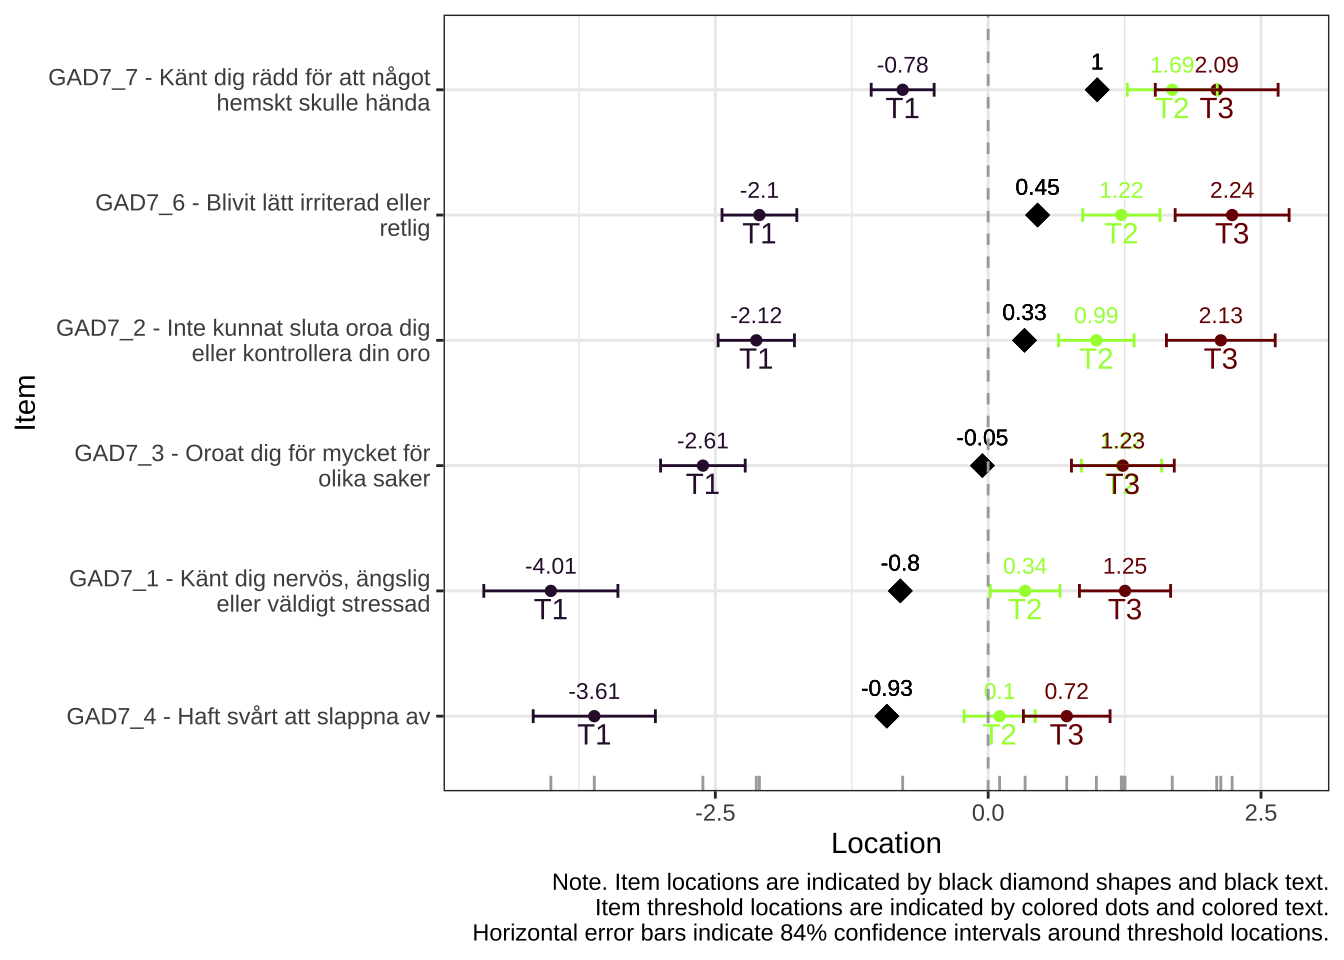 GAD7_7 - Känt dig rädd för att något
hemskt skulle hända
-0.78 1 1.69 2.09
T1 T2 T3
GAD7_6 - Blivit lätt irriterad eller
retlig
-2.1 0.45 1.22 2.24
T1 T2 T3
GAD7_2 - Inte kunnat sluta oroa dig
eller kontrollera din oro
-2.12 0.33 0.99 2.13
T1 T2 T3
GAD7_3 - Oroat dig för mycket för
olika saker
-2.61 -0.05 1.23
T1 T3
GAD7_1 - Känt dig nervös, ängslig
eller väldigt stressad
-4.01 -0.8 0.34 1.25
T1 T2 T3
GAD7_4 - Haft svårt att slappna av
-3.61 -0.93 0.1 0.72
T1 T2 T3
Item
-2.5 0.0 2.5
Location
Note. Item locations are indicated by black diamond shapes and black text.
Item threshold locations are indicated by colored dots and colored text.
Horizontal error bars indicate 84% confidence intervals around threshold locations.